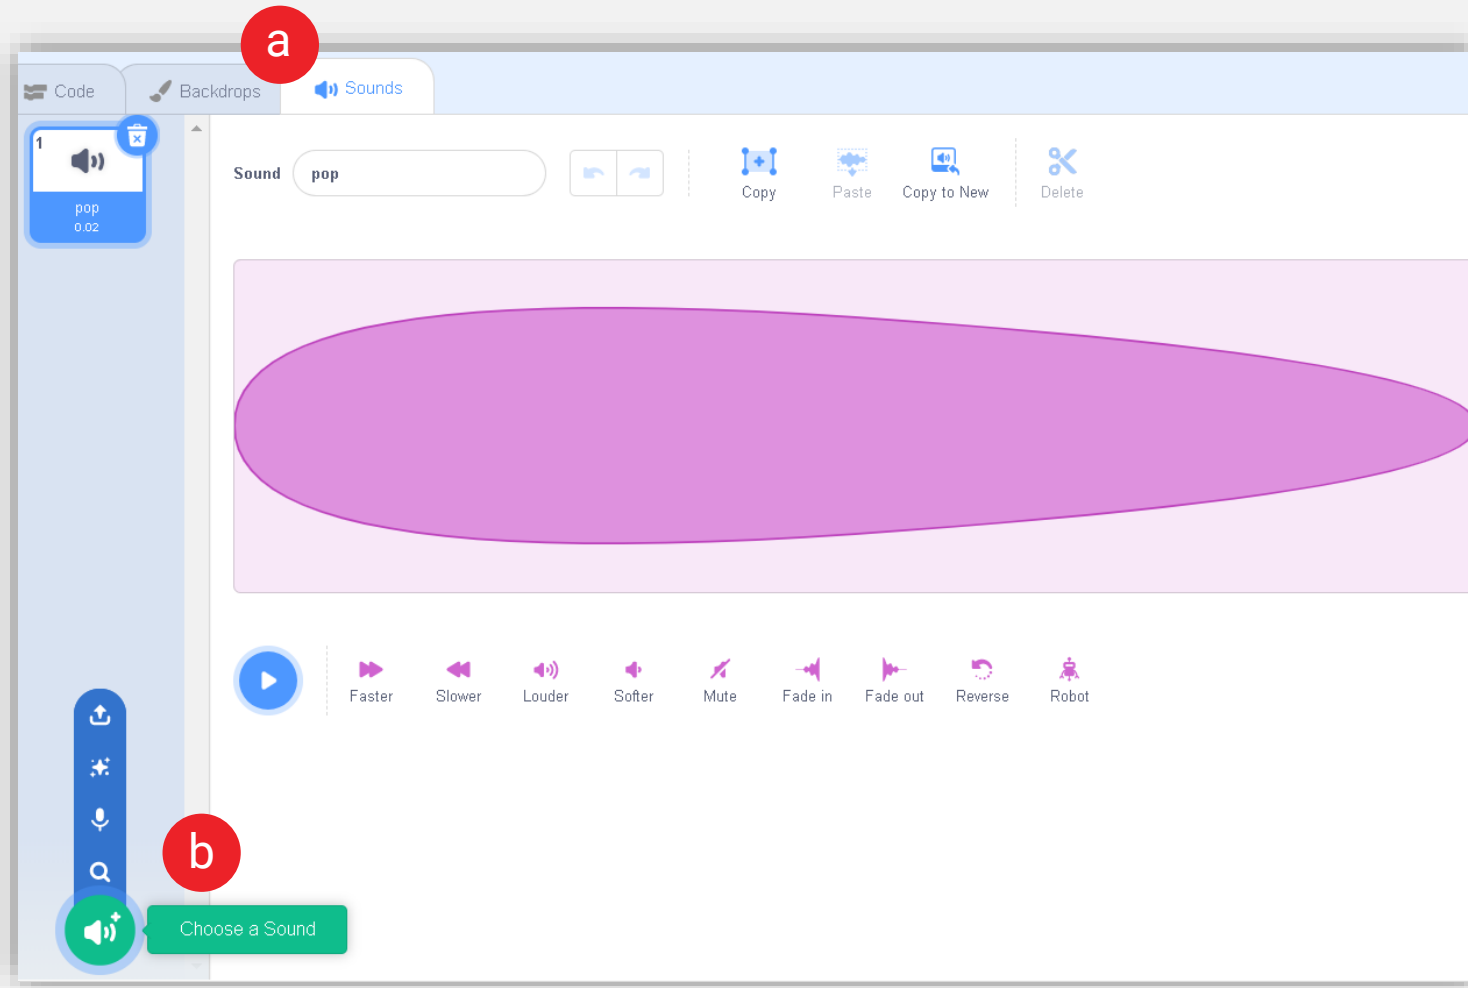 a
Code
Backdrops
Sounds
1
pop
0.02
Sound
pop
Copy
Paste
Copy to New
Delete
Faster
Slower
Louder
Softer
Mute
Fade in
Fade out
Reverse
Robot
b
Choose a Sound